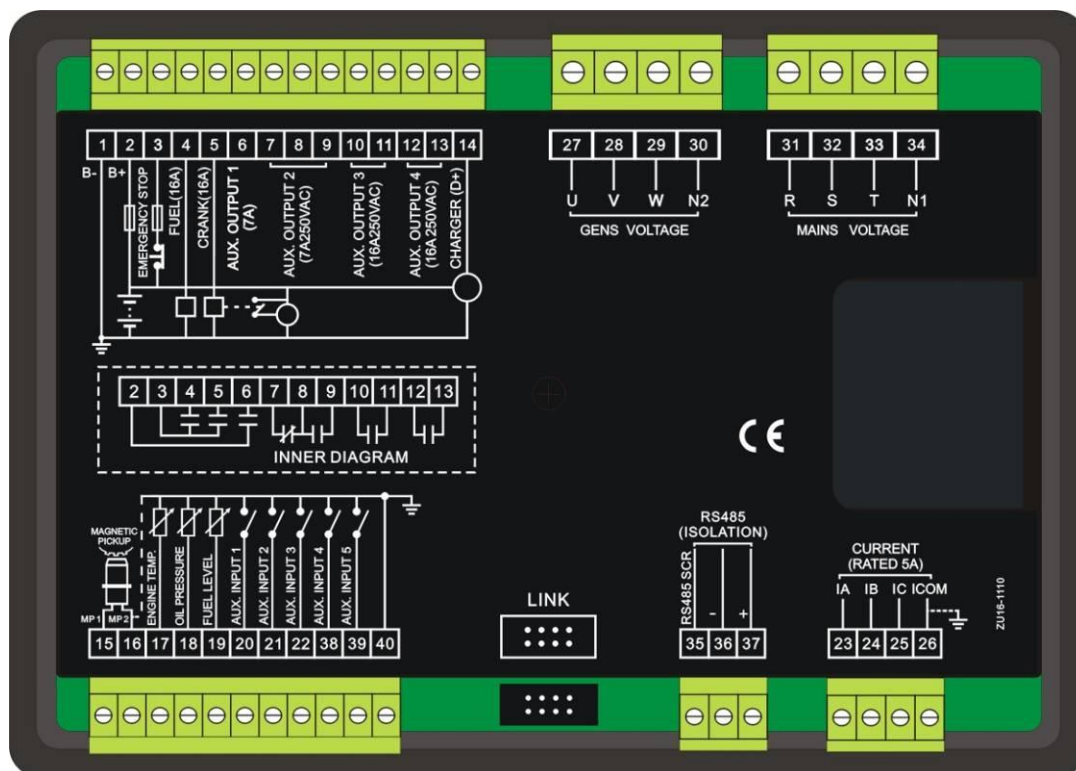 1 2 3 4 5 6 7 8 9 10 11 12 13 14
B- B+
EMERGENCY STOP
FUEL(16A)
CRANK(16A)
AUX. OUTPUT 1
(7A)
AUX. OUTPUT 2
(7A250VAC)
AUX. OUTPUT 3
(16A250VAC)
AUX. OUTPUT 4
(16A 250VAC)
CHARGER (D+)
27 28 29 30
U V W N2
GENS VOLTAGE
31 32 33 34
R S T N1
MAINS VOLTAGE
2 3 4 5 6 7 8 9 10 11 12 13
INNER DIAGRAM
CE
MAGNETIC
PICKUP
MP1 MP2
ENGINE TEMP.
OIL PRESSURE
FUEL LEVEL
AUX. INPUT 1
AUX. INPUT 2
AUX. INPUT 3
AUX. INPUT 4
AUX. INPUT 5
15 16 17 18 19 20 21 22 38 39 40
LINK
RS485
(ISOLATION)
RS485 SCR
- +
35 36 37
CURRENT
(RATED 5A)
IA IB IC ICOM
23 24 25 26
ZU16-1110